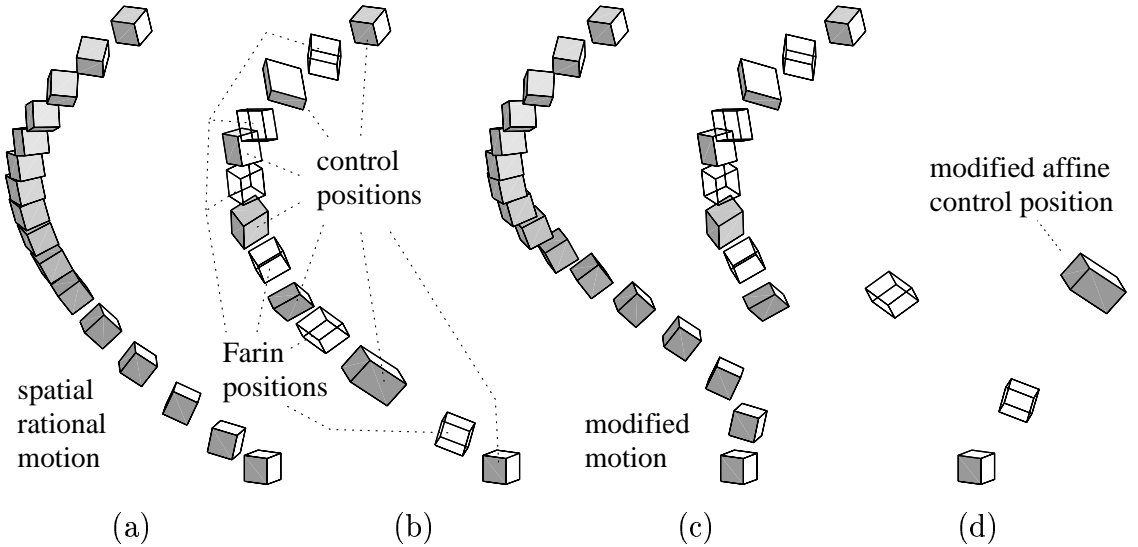 control
positions
modified affine
control position
Farin
positions
spatial
rational
motion
modified
motion
(a)
(b)
(c)
(d)